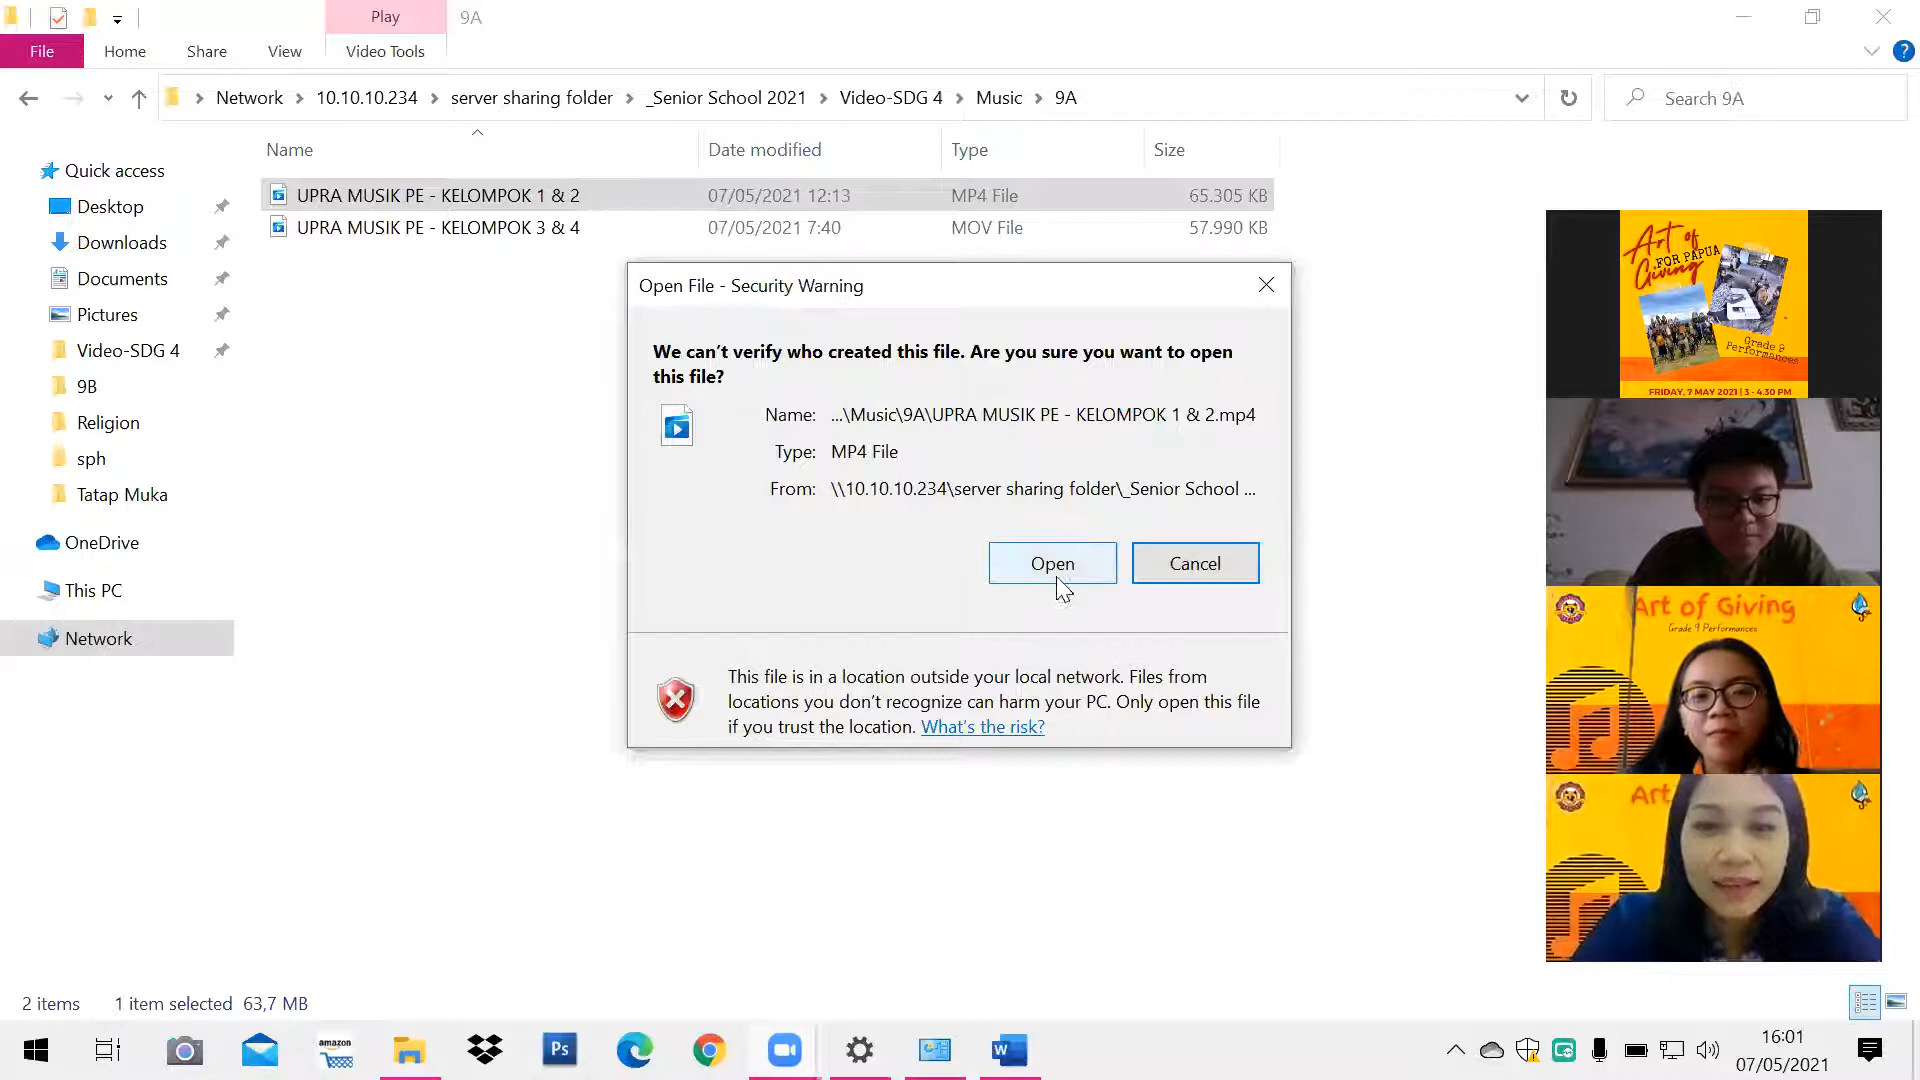 Play
9A
File
Home
Share
View
Video Tools
Network
10.10.10.234
server sharing folder
_Senior School 2021
Video-SDG 4
Music
9A
Search 9A
Name
Date modified
Type
Size
Quick access
Desktop
Downloads
Documents
Pictures
Video-SDG 4
9B
Religion
sph
Tatap Muka
OneDrive
This PC
Network
UPRA MUSIK PE - KELOMPOK 1 & 2
07/05/2021 12:13
MP4 File
65.305 KB
UPRA MUSIK PE - KELOMPOK 3 & 4
07/05/2021 7:40
MOV File
57.990 KB
Open File - Security Warning
We can't verify who created this file. Are you sure you want to open
this file?
Name: ...\Music\9A\UPRA MUSIK PE - KELOMPOK 1 & 2.mp4
Type: MP4 File
From: \\10.10.10.234\server sharing folder\_Senior School ...
Open
Cancel
This file is in a location outside your local network. Files from
locations you don't recognize can harm your PC. Only open this file
if you trust the location. What's the risk?
Art of
FOR PAPUA
Giving
Grade 9
Performances
FRIDAY, 7 MAY 2021 | 3 - 4.30 PM
Art of Giving
Grade 9 Performances
Art
2 items
1 item selected 63,7 MB
amazon
Ps
W
16:01
07/05/2021